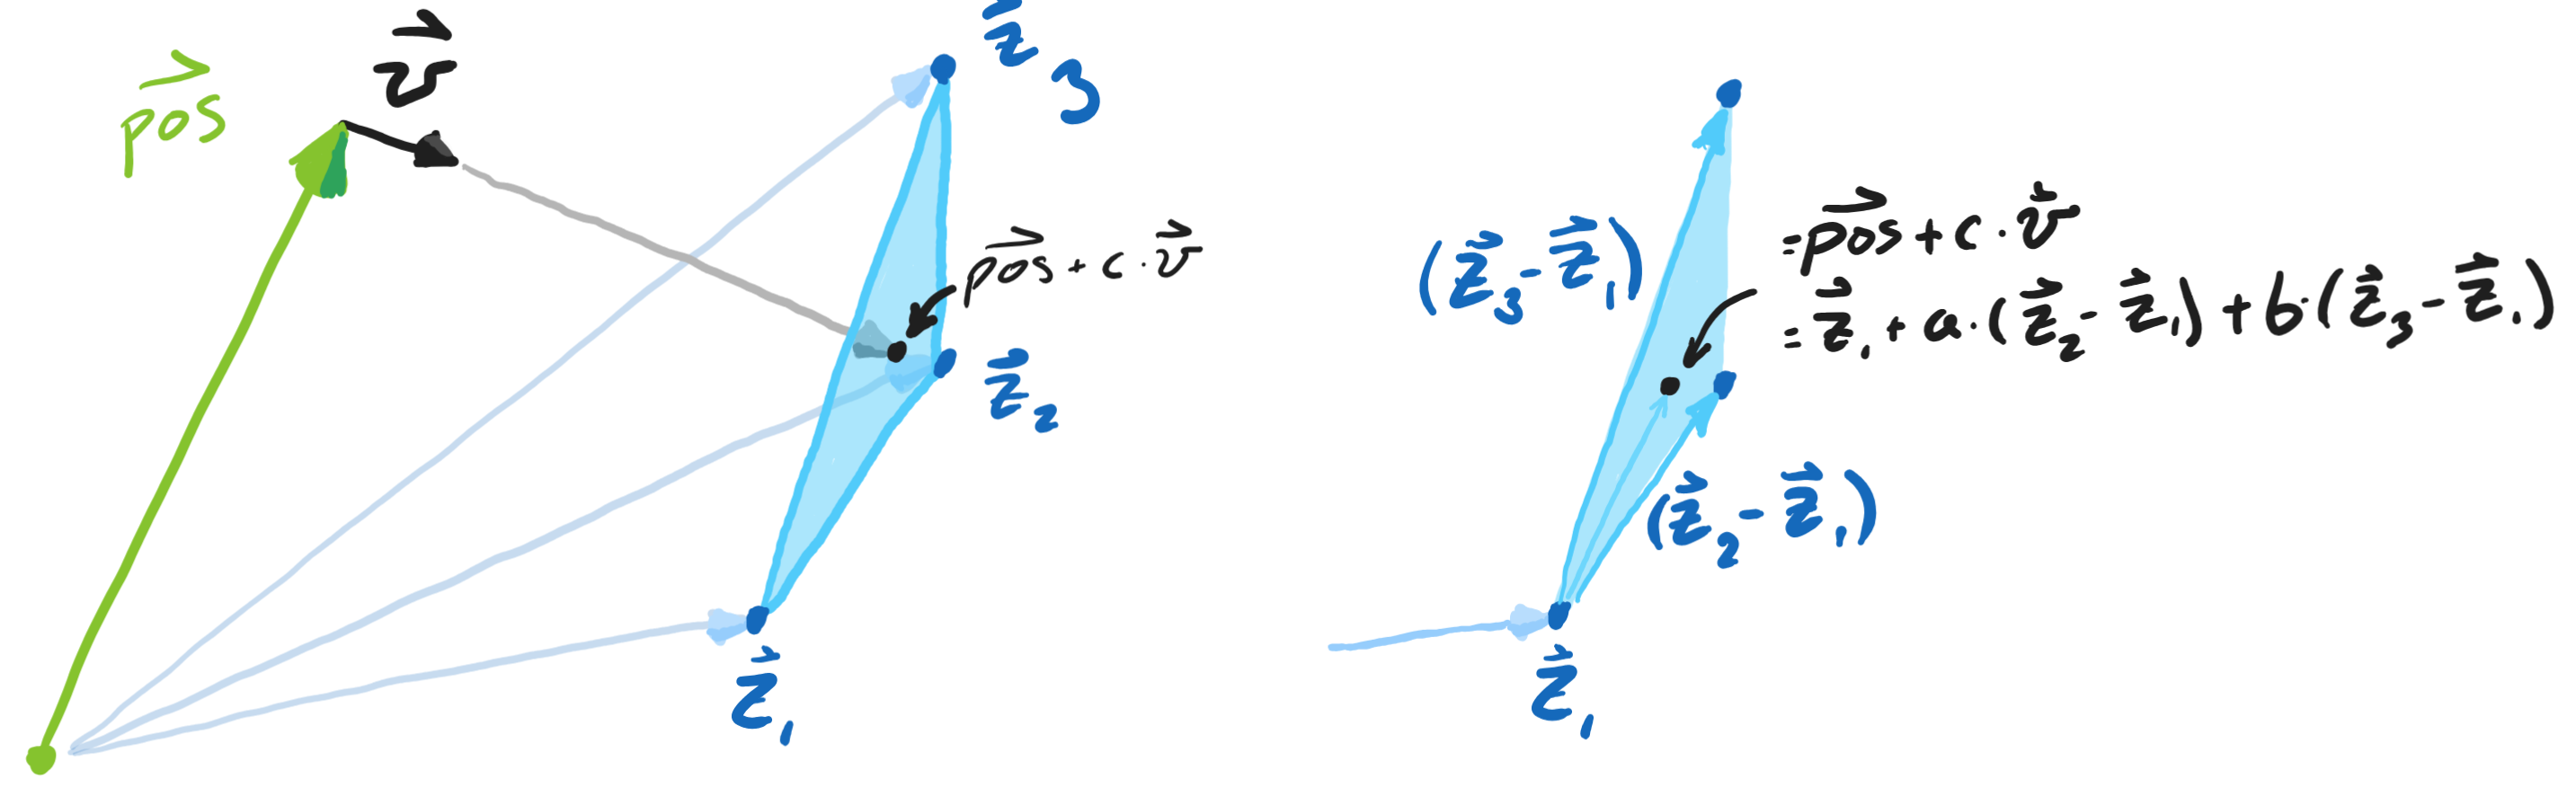 $\vec{pos}$
$\vec{v}$
$\vec{z}_3$
$\vec{pos} + c \cdot \vec{v}$
$\vec{z}_2$
$\vec{z}_1$
$(\vec{z}_3 - \vec{z}_1)$
$= \vec{pos} + c \cdot \vec{v}$
$= \vec{z}_1 + a \cdot (\vec{z}_2 - \vec{z}_1) + b \cdot (\vec{z}_3 - \vec{z}_1)$
$(\vec{z}_2 - \vec{z}_1)$
$\vec{z}_1$